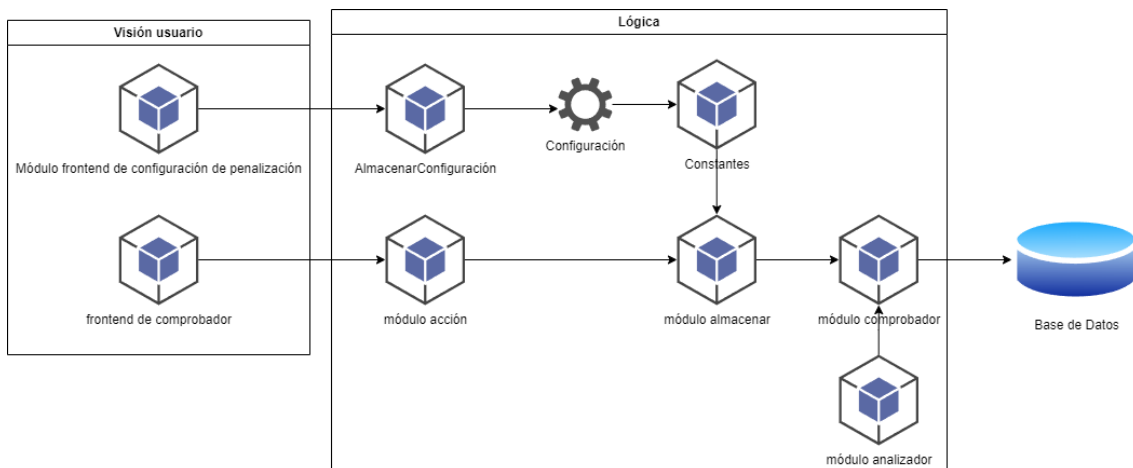 Visión usuario
Lógica
Módulo frontend de configuración de penalización
AlmacenarConfiguración
Configuración
Constantes
frontend de comprobador
módulo acción
módulo almacenar
módulo comprobador
Base de Datos
módulo analizador